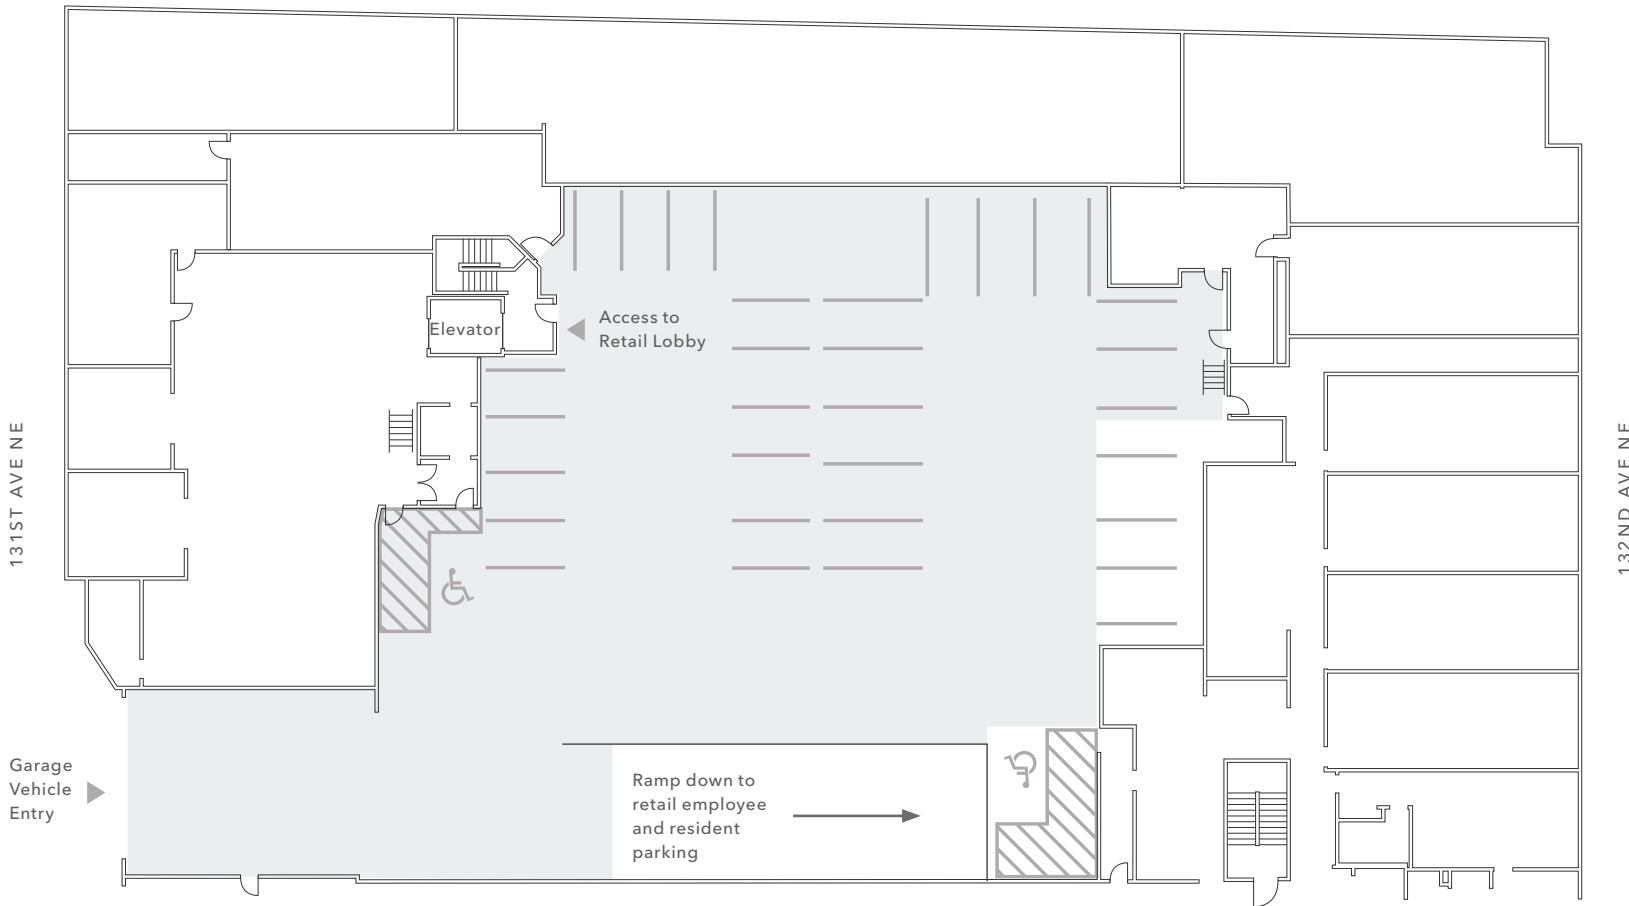 Elevator
Access to
Retail Lobby
131ST AVE NE
132ND AVE NE
Garage
Vehicle
Entry
Ramp down to
retail employee
and resident
parking